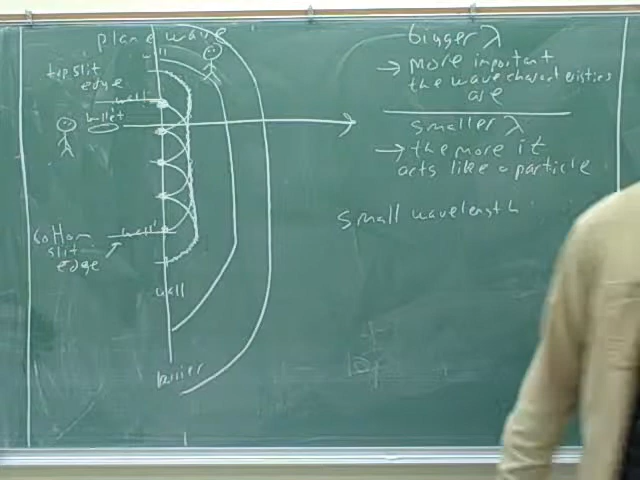 plane wave
wall
top slit
edge
wall
bullet
bottom
slit
edge
wall
wall
barrier
bigger λ
→ more important
the wave characteristics
are
smaller λ
→ the more it
acts like a particle
small wavelength